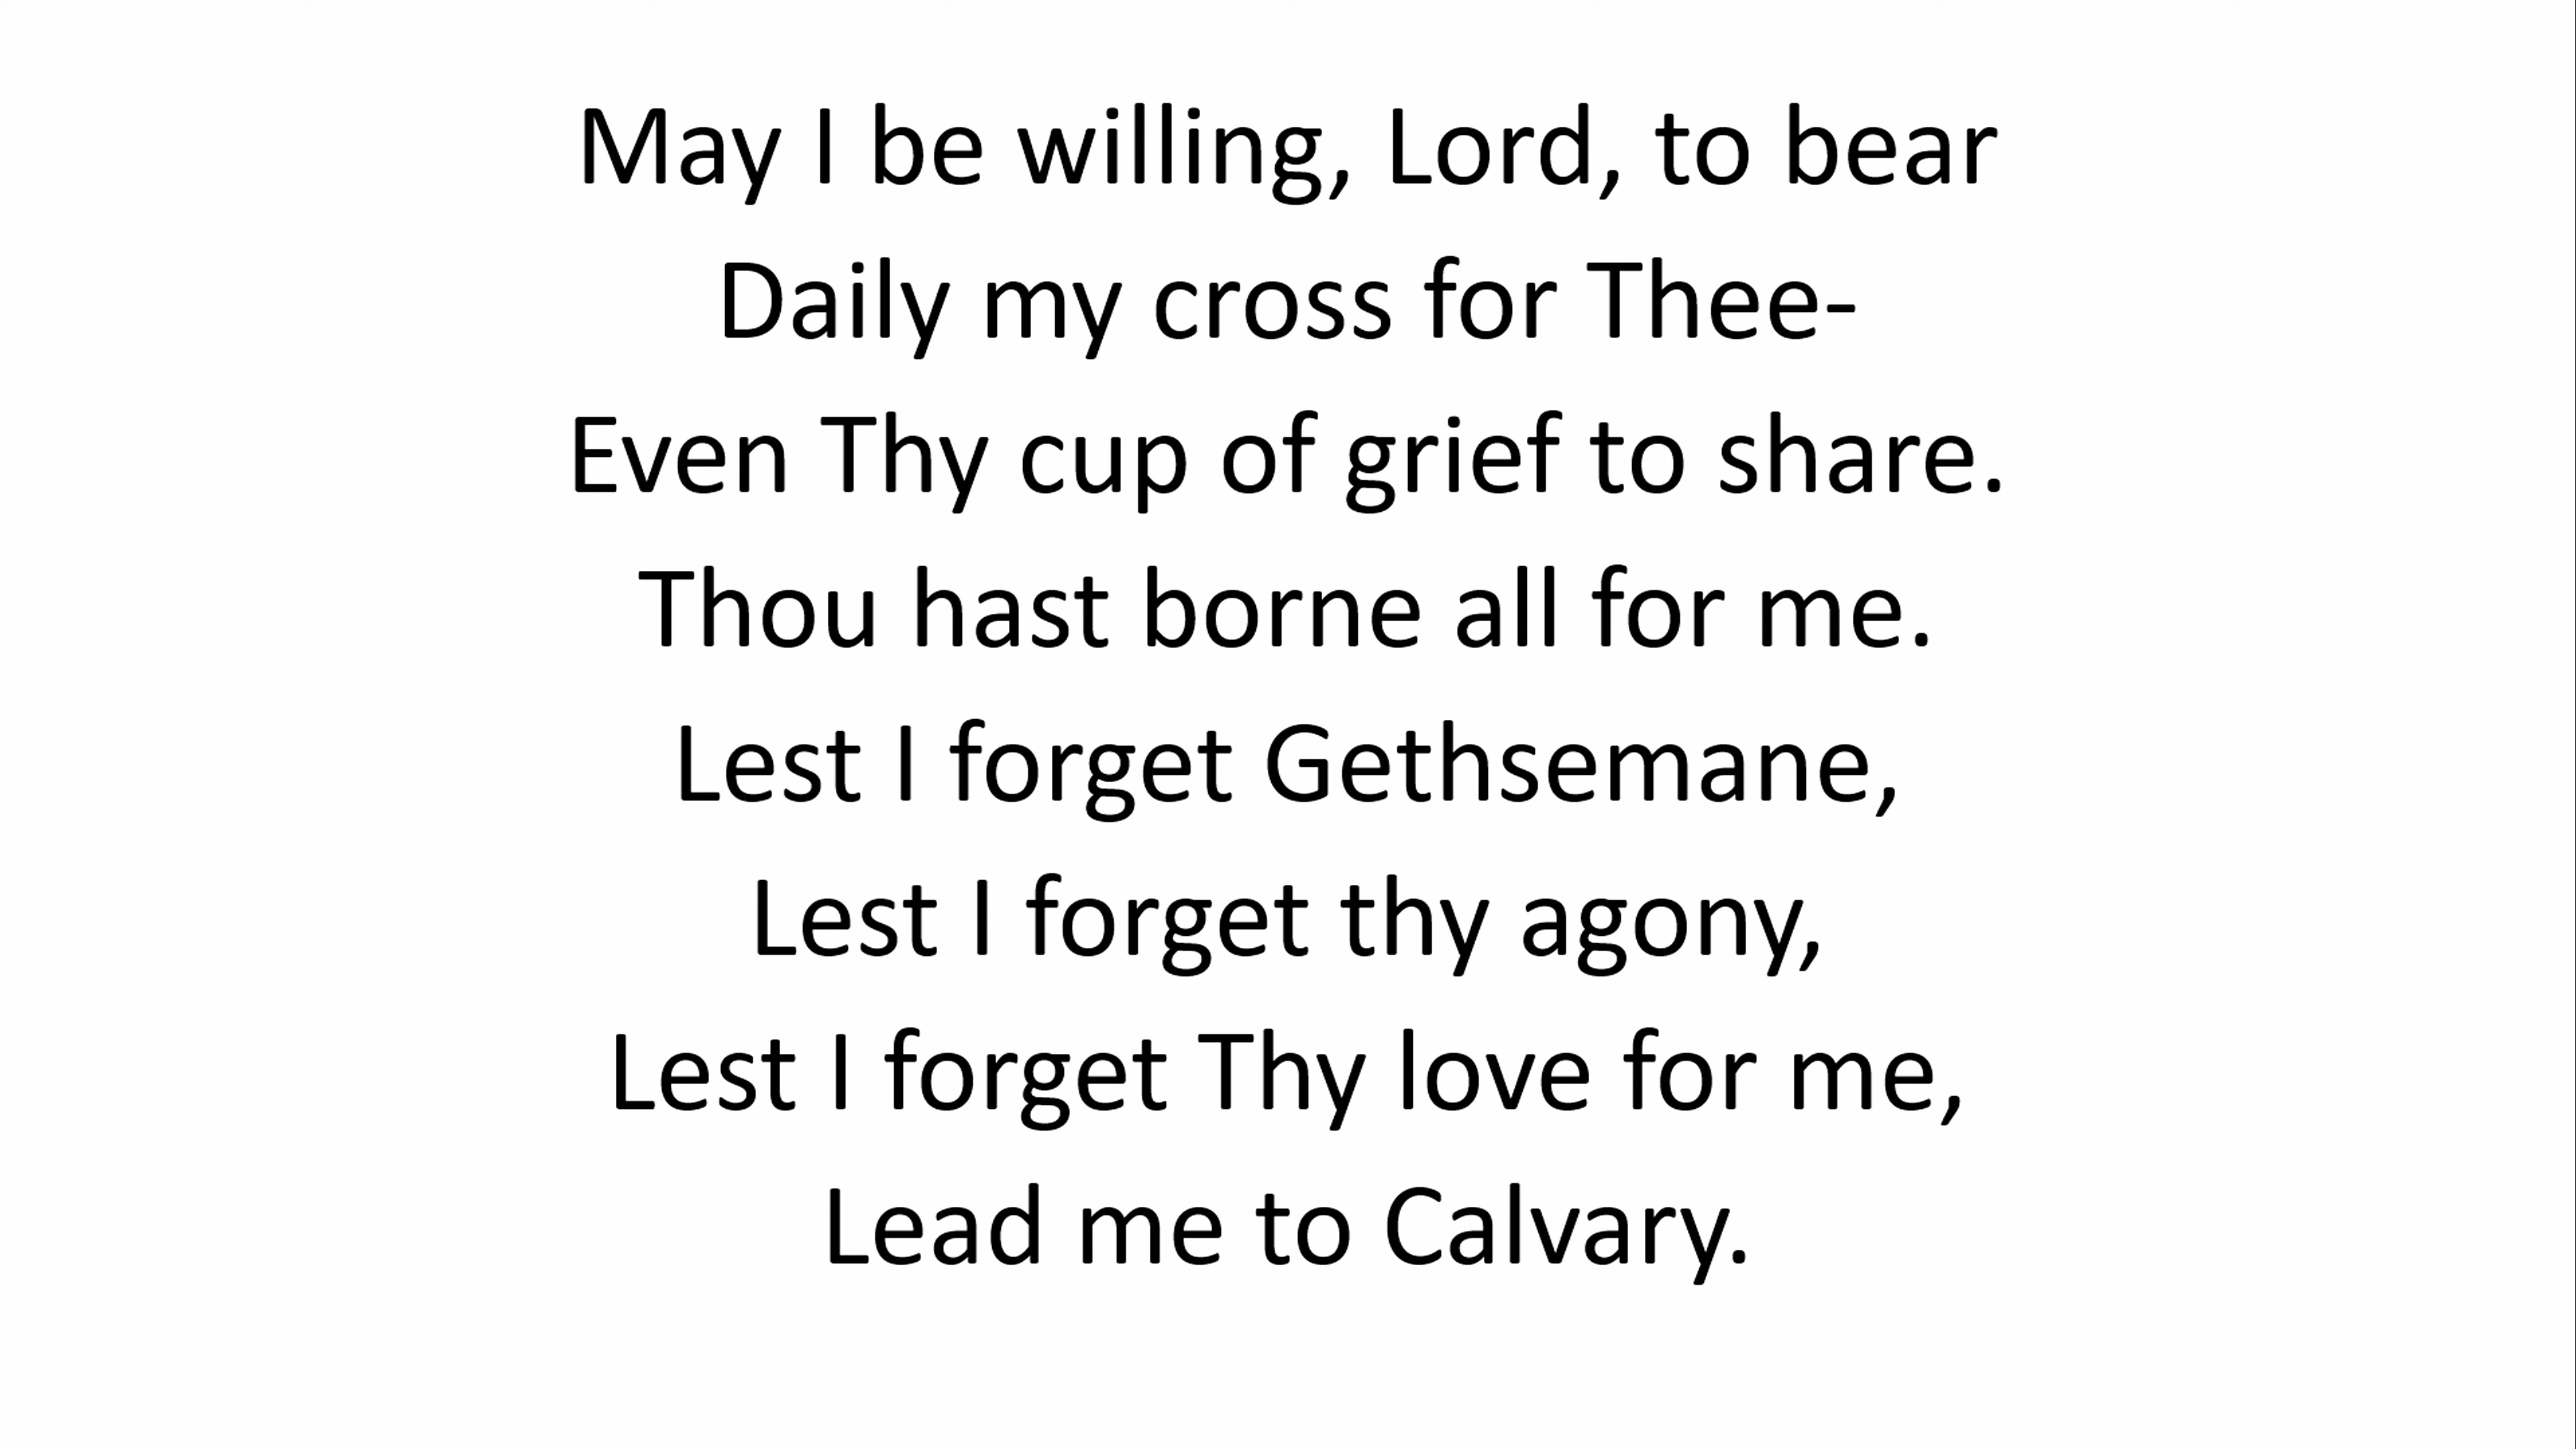 May I be willing, Lord, to bear
Daily my cross for Thee-
Even Thy cup of grief to share.
Thou hast borne all for me.
Lest I forget Gethsemane,
Lest I forget thy agony,
Lest I forget Thy love for me,
Lead me to Calvary.